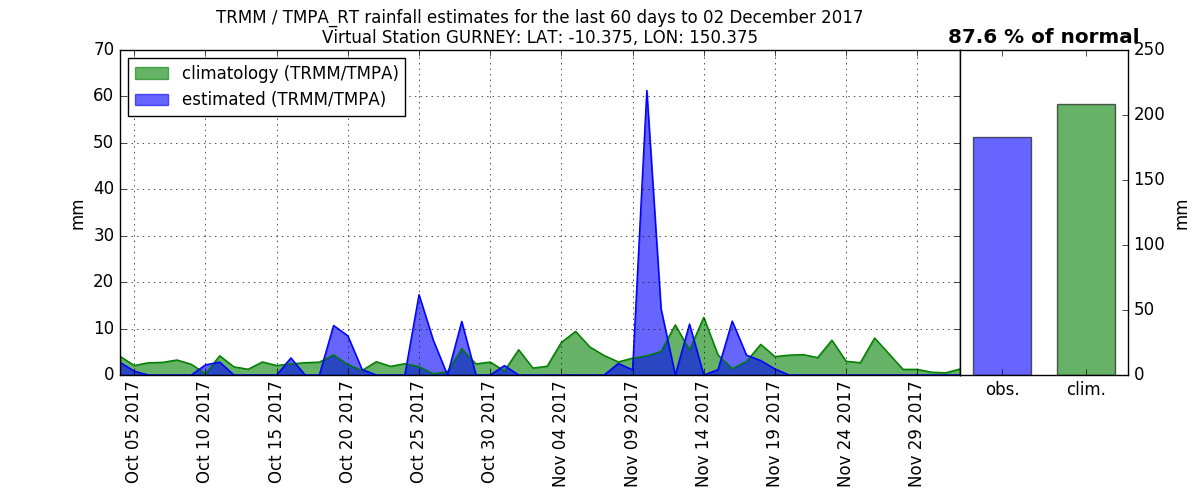 TRMM / TMPA_RT rainfall estimates for the last 60 days to 02 December 2017
Virtual Station GURNEY: LAT: -10.375, LON: 150.375
87.6 % of normal
climatology (TRMM/TMPA)
estimated (TRMM/TMPA)
mm
70
60
50
40
30
20
10
0
Oct 05 2017
Oct 10 2017
Oct 15 2017
Oct 20 2017
Oct 25 2017
Oct 30 2017
Nov 04 2017
Nov 09 2017
Nov 14 2017
Nov 19 2017
Nov 24 2017
Nov 29 2017
obs.
clim.
250
200
150
100
50
0
mm